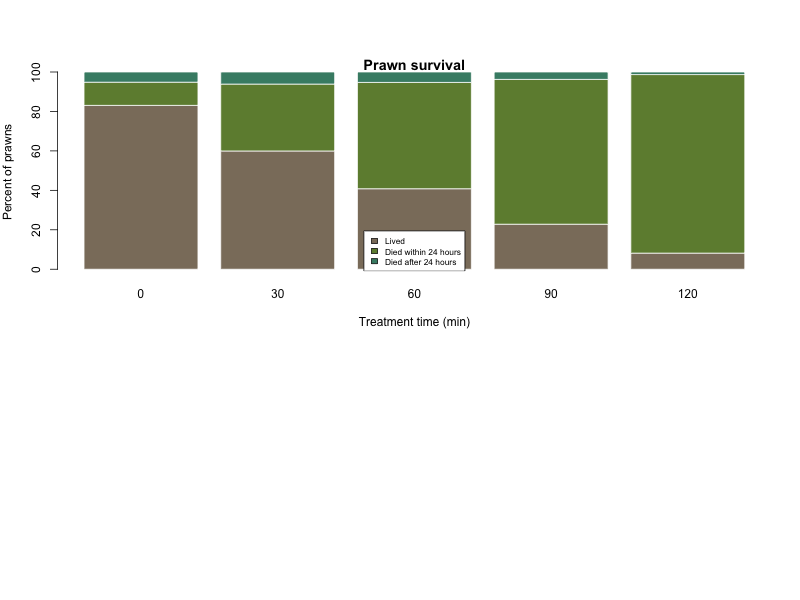 Prawn survival
Percent of prawns
100
80
60
40
20
0
Lived
Died within 24 hours
Died after 24 hours
0 30 60 90 120
Treatment time (min)